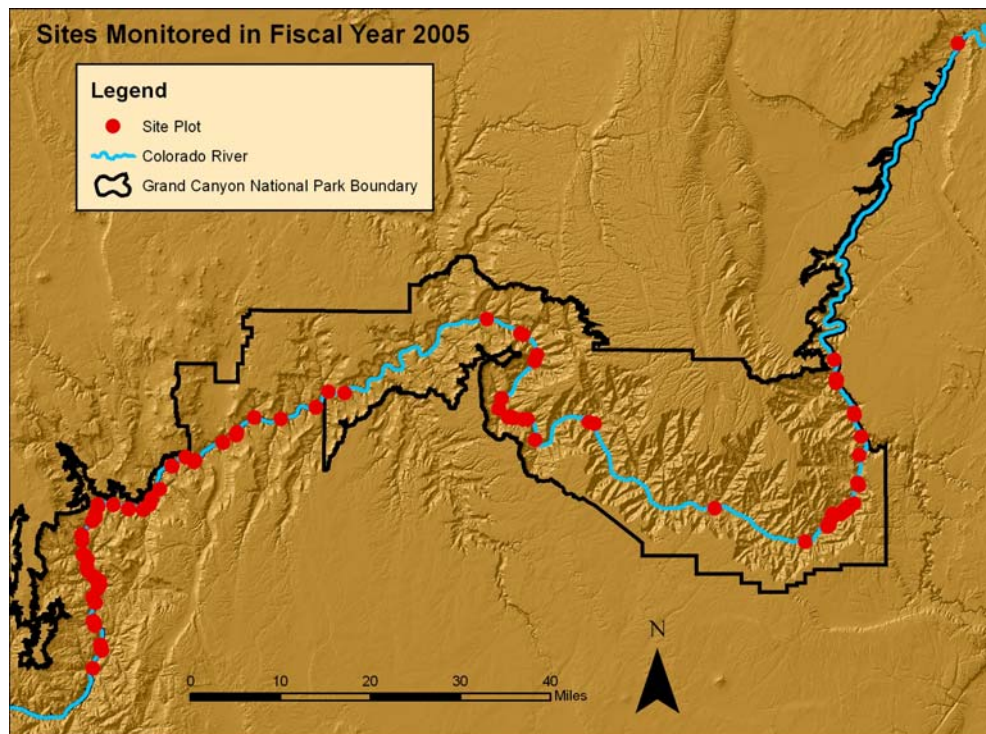 Sites Monitored in Fiscal Year 2005
Legend
Site Plot
Colorado River
Grand Canyon National Park Boundary
N
0 10 20 30 40
Miles